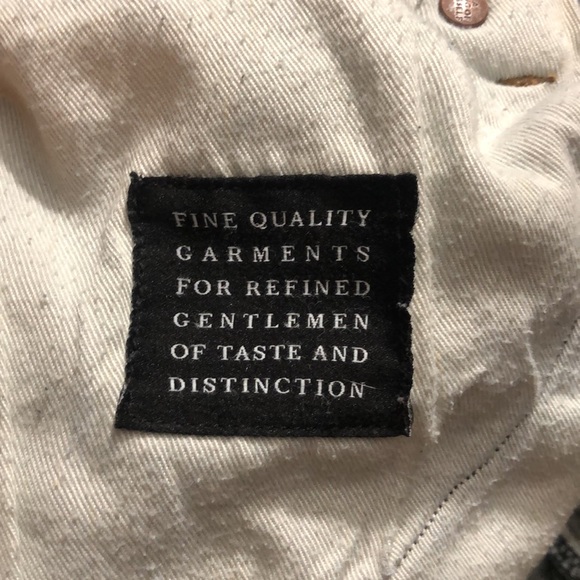 FINE QUALITY
GARMENTS
FOR REFINED
GENTLEMEN
OF TASTE AND
DISTINCTION